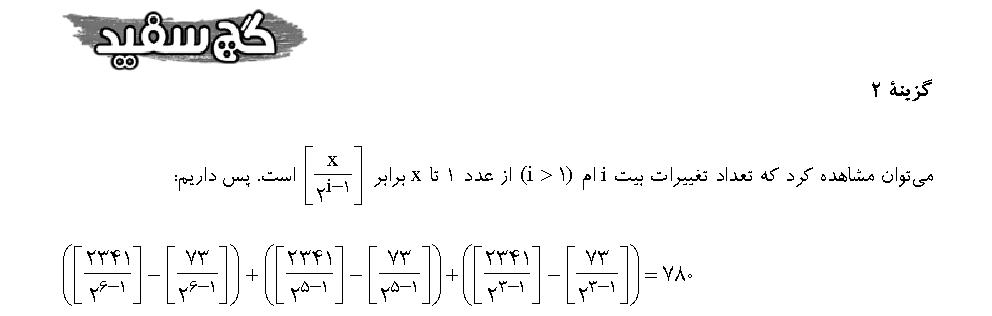 گچ سفید
گزینهٔ ۲
می‌توان مشاهده کرد که تعداد تغییرات بیت i ام (i > ۱) از عدد ۱ تا x برابر [x/۲^(i−۱)] است. پس داریم:
([۲۳۴۱/۲^(۶−۱)] − [۷۳/۲^(۶−۱)]) + ([۲۳۴۱/۲^(۵−۱)] − [۷۳/۲^(۵−۱)]) + ([۲۳۴۱/۲^(۳−۱)] − [۷۳/۲^(۳−۱)]) = ۷۸۰